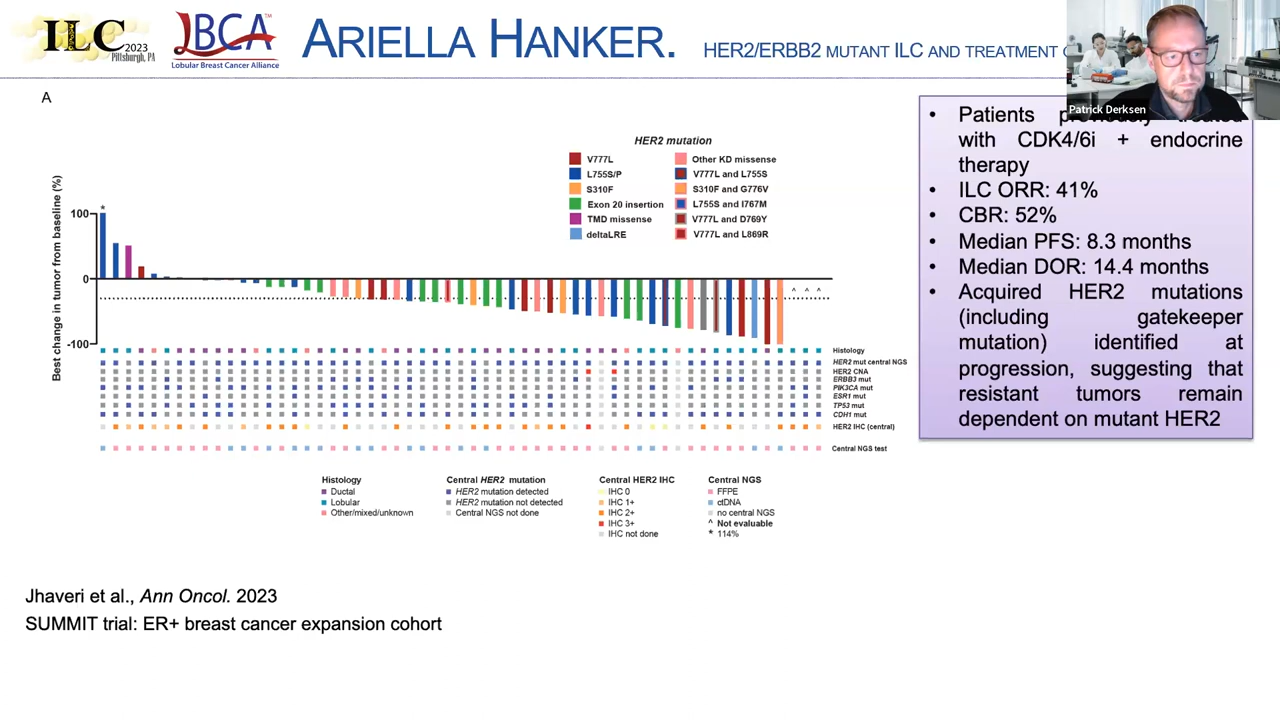 ILC 2023
Pittsburgh, PA
LBCA™
Lobular Breast Cancer Alliance
ARIELLA HANKER. HER2/ERBB2 MUTANT ILC AND TREATMENT
Patrick Derksen
A
HER2 mutation
V777L
L755S/P
S310F
Exon 20 insertion
TMD missense
deltaLRE
Other KD missense
V777L and L755S
S310F and G776V
L755S and I767M
V777L and D769Y
V777L and L869R
Best change in tumor from baseline (%)
100
0
-100
*
^ ^ ^
Histology
HER2 mut central NGS
HER2 CNA
ERBB3 mut
PIK3CA mut
ESR1 mut
TP53 mut
CDH1 mut
HER2 IHC (central)
Central NGS test
Histology
Ductal
Lobular
Other/mixed/unknown
Central HER2 mutation
HER2 mutation detected
HER2 mutation not detected
Central NGS not done
Central HER2 IHC
IHC 0
IHC 1+
IHC 2+
IHC 3+
IHC not done
Central NGS
FFPE
ctDNA
no central NGS
^ Not evaluable
* 114%
• Patients previously treated
with CDK4/6i + endocrine
therapy
• ILC ORR: 41%
• CBR: 52%
• Median PFS: 8.3 months
• Median DOR: 14.4 months
• Acquired HER2 mutations
(including gatekeeper
mutation) identified at
progression, suggesting that
resistant tumors remain
dependent on mutant HER2
Jhaveri et al., Ann Oncol. 2023
SUMMIT trial: ER+ breast cancer expansion cohort